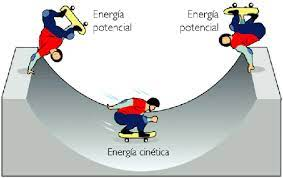 Energía
potencial
Energía
potencial
Energía cinética